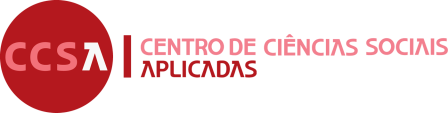 CCSA
CENTRO DE CIÊNCIAS SOCIAIS
APLICADAS